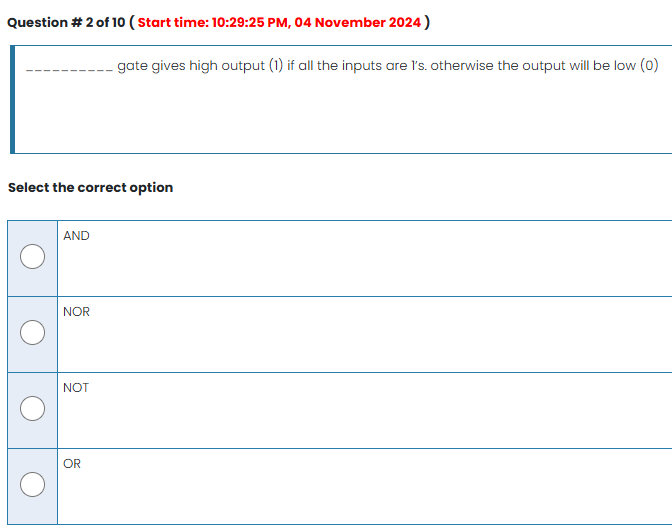 Question # 2 of 10 ( Start time: 10:29:25 PM, 04 November 2024 )
__________ gate gives high output (1) if all the inputs are 1's. otherwise the output will be low (0)
Select the correct option
AND
NOR
NOT
OR